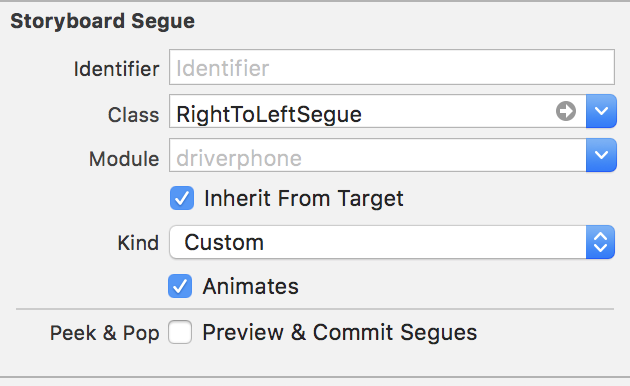 Storyboard Segue
Identifier Identifier
Class RightToLeftSegue
Module driverphone
Inherit From Target
Kind Custom
Animates
Peek & Pop Preview & Commit Segues